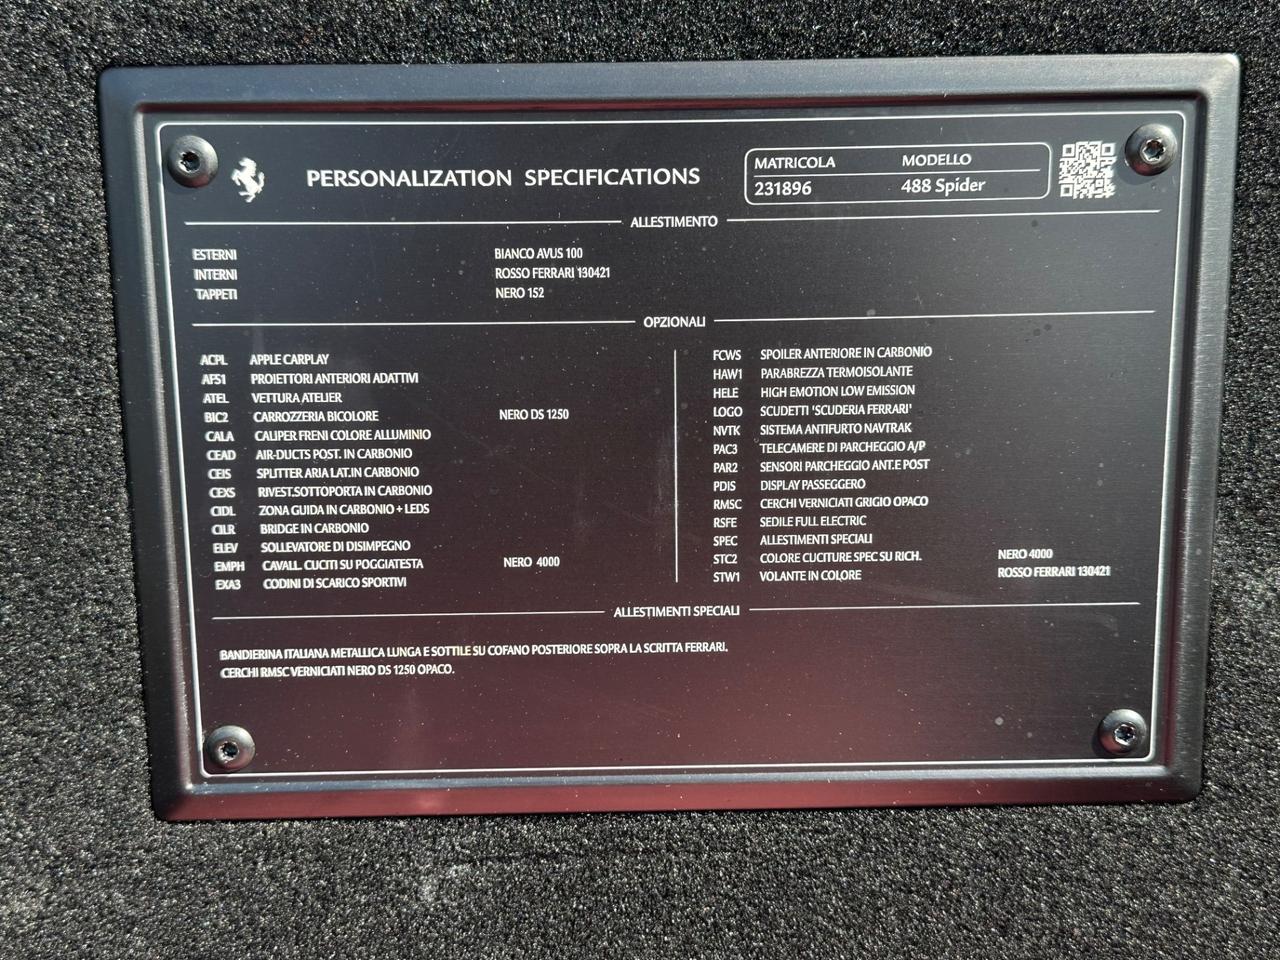 PERSONALIZATION SPECIFICATIONS
MATRICOLA MODELLO
231896 488 Spider
ALLESTIMENTO
ESTERNI BIANCO AVUS 100
INTERNI ROSSO FERRARI 130421
TAPPETI NERO 152
OPZIONALI
ACPL APPLE CARPLAY
AFS1 PROIETTORI ANTERIORI ADATTIVI
ATEL VETTURA ATELIER
BIC2 CARROZZERIA BICOLORE NERO DS 1250
CALA CALIPER FRENI COLORE ALLUMINIO
CEAD AIR-DUCTS POST. IN CARBONIO
CEIS SPLITTER ARIA LAT.IN CARBONIO
CEXS RIVEST.SOTTOPORTA IN CARBONIO
CIDL ZONA GUIDA IN CARBONIO + LEDS
CILR BRIDGE IN CARBONIO
ELEV SOLLEVATORE DI DISIMPEGNO
EMPH CAVALL. CUCITI SU POGGIATESTA NERO 4000
EXA3 CODINI DI SCARICO SPORTIVI
FCWS SPOILER ANTERIORE IN CARBONIO
HAW1 PARABREZZA TERMOISOLANTE
HELE HIGH EMOTION LOW EMISSION
LOGO SCUDETTI 'SCUDERIA FERRARI'
NVTK SISTEMA ANTIFURTO NAVTRAK
PAC3 TELECAMERE DI PARCHEGGIO A/P
PAR2 SENSORI PARCHEGGIO ANT.E POST
PDIS DISPLAY PASSEGGERO
RMSC CERCHI VERNICIATI GRIGIO OPACO
RSFE SEDILE FULL ELECTRIC
SPEC ALLESTIMENTI SPECIALI
STC2 COLORE CUCITURE SPEC SU RICH. NERO 4000
STW1 VOLANTE IN COLORE ROSSO FERRARI 130421
ALLESTIMENTI SPECIALI
BANDIERINA ITALIANA METALLICA LUNGA E SOTTILE SU COFANO POSTERIORE SOPRA LA SCRITTA FERRARI.
CERCHI RMSC VERNICIATI NERO DS 1250 OPACO.